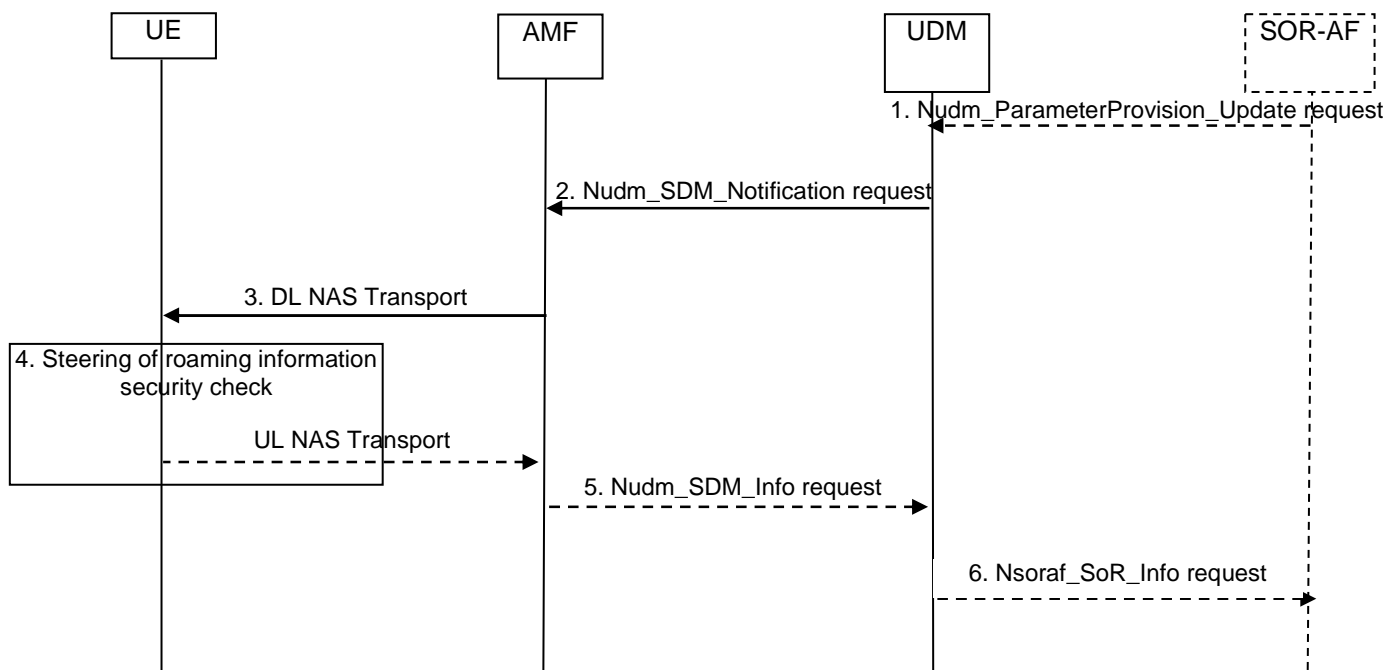 UE
AMF
UDM
SOR-AF
1. Nudm_ParameterProvision_Update request
2. Nudm_SDM_Notification request
3. DL NAS Transport
4. Steering of roaming information
security check
UL NAS Transport
5. Nudm_SDM_Info request
6. Nsoraf_SoR_Info request